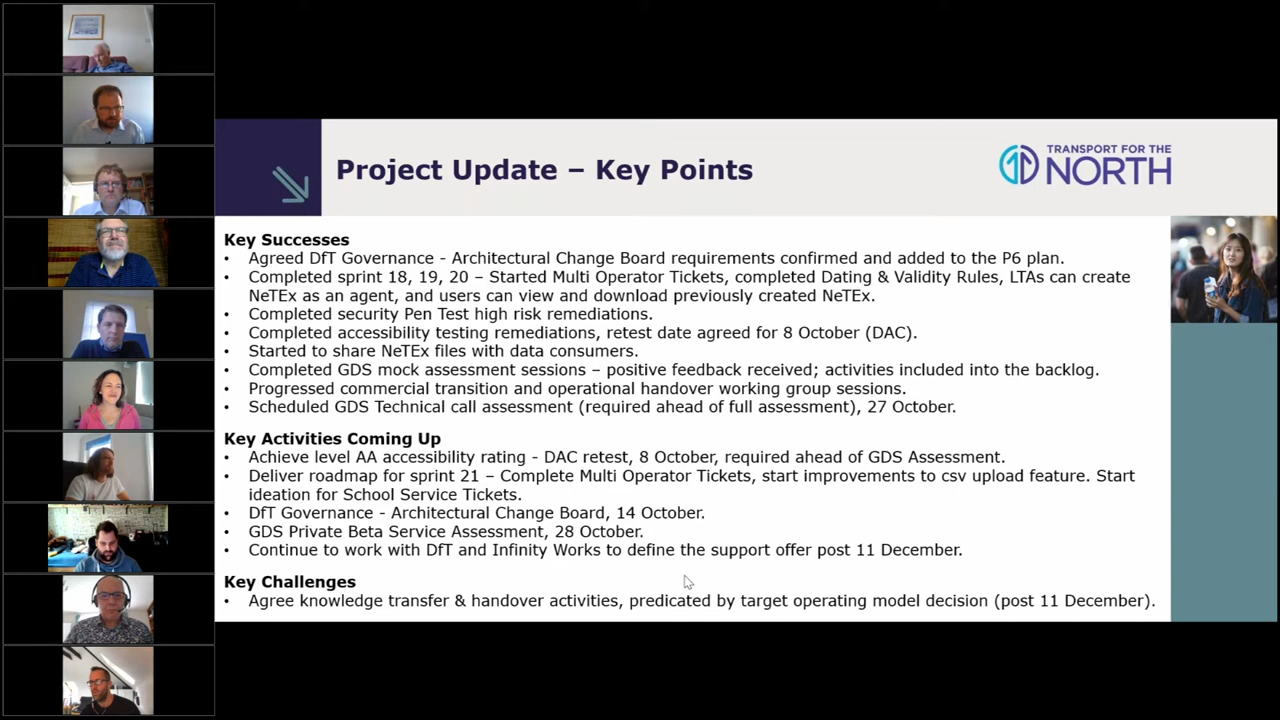 Project Update – Key Points
TRANSPORT FOR THE
NORTH
Key Successes
• Agreed DfT Governance - Architectural Change Board requirements confirmed and added to the P6 plan.
• Completed sprint 18, 19, 20 – Started Multi Operator Tickets, completed Dating & Validity Rules, LTAs can create
NeTEx as an agent, and users can view and download previously created NeTEx.
• Completed security Pen Test high risk remediations.
• Completed accessibility testing remediations, retest date agreed for 8 October (DAC).
• Started to share NeTEx files with data consumers.
• Completed GDS mock assessment sessions – positive feedback received; activities included into the backlog.
• Progressed commercial transition and operational handover working group sessions.
• Scheduled GDS Technical call assessment (required ahead of full assessment), 27 October.
Key Activities Coming Up
• Achieve level AA accessibility rating - DAC retest, 8 October, required ahead of GDS Assessment.
• Deliver roadmap for sprint 21 – Complete Multi Operator Tickets, start improvements to csv upload feature. Start
ideation for School Service Tickets.
• DfT Governance - Architectural Change Board, 14 October.
• GDS Private Beta Service Assessment, 28 October.
• Continue to work with DfT and Infinity Works to define the support offer post 11 December.
Key Challenges
• Agree knowledge transfer & handover activities, predicated by target operating model decision (post 11 December).